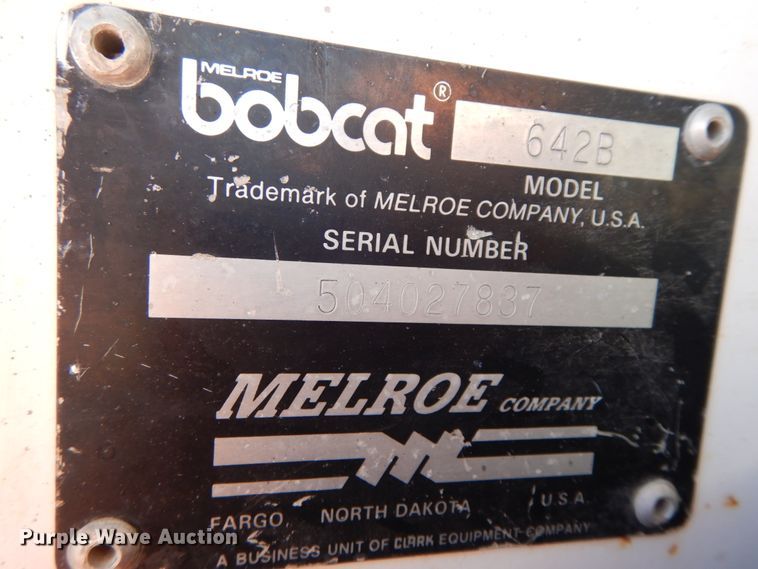 MELROE
bobcat® 642B
MODEL
Trademark of MELROE COMPANY, U.S.A.
SERIAL NUMBER
504027837
MELROE COMPANY
FARGO, NORTH DAKOTA U.S.A.
A BUSINESS UNIT OF CLARK EQUIPMENT COMPANY
Purple Wave Auction